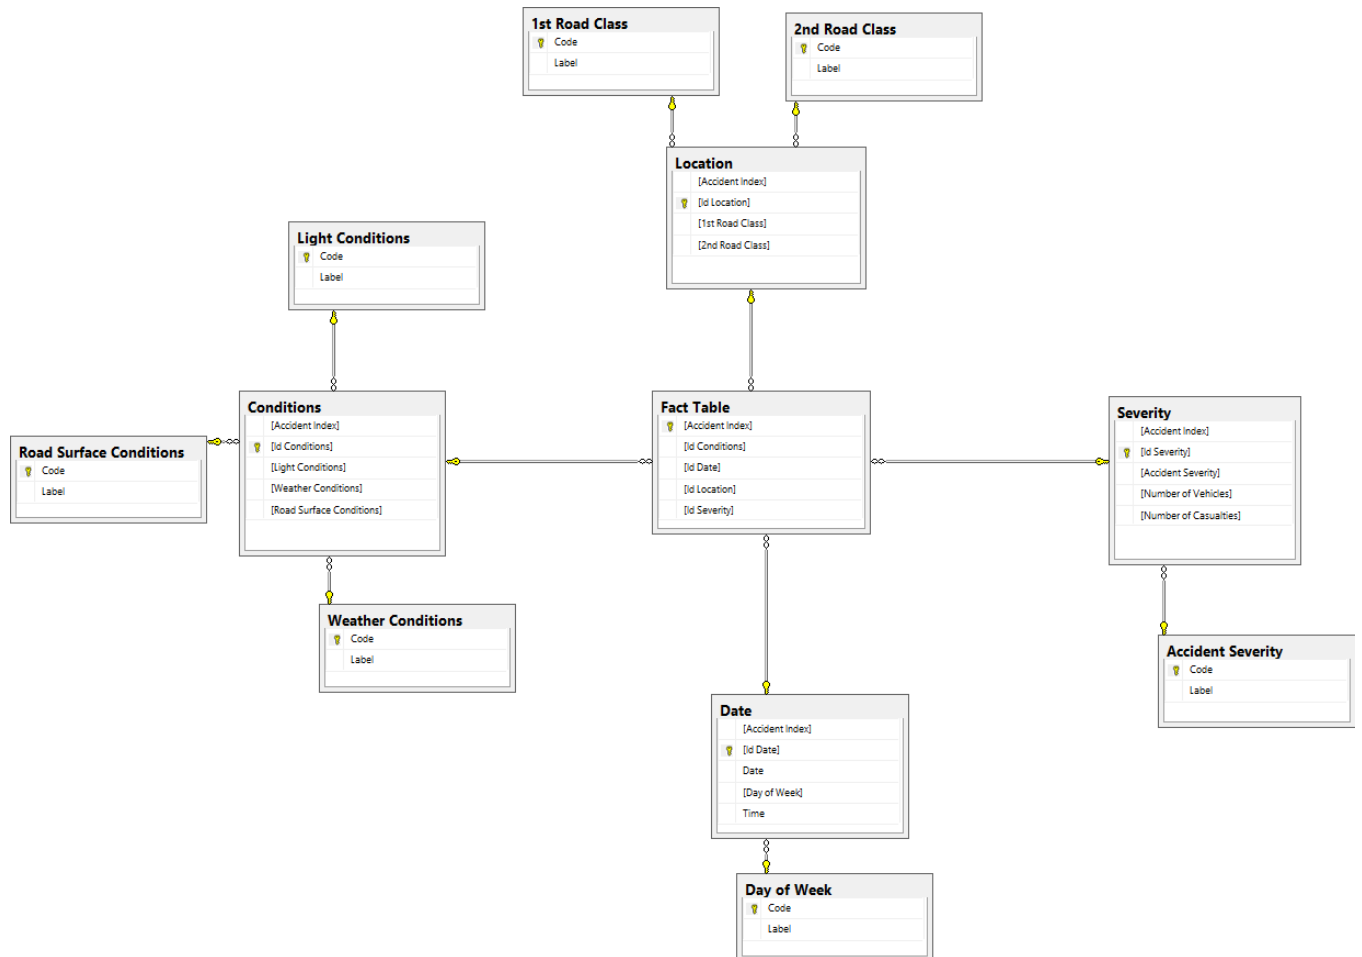 1st Road Class
Code
Label
2nd Road Class
Code
Label
Location
[Accident Index]
[Id Location]
[1st Road Class]
[2nd Road Class]
Light Conditions
Code
Label
Conditions
[Accident Index]
[Id Conditions]
[Light Conditions]
[Weather Conditions]
[Road Surface Conditions]
Fact Table
[Accident Index]
[Id Conditions]
[Id Date]
[Id Location]
[Id Severity]
Severity
[Accident Index]
[Id Severity]
[Accident Severity]
[Number of Vehicles]
[Number of Casualties]
Road Surface Conditions
Code
Label
Weather Conditions
Code
Label
Accident Severity
Code
Label
Date
[Accident Index]
[Id Date]
Date
[Day of Week]
Time
Day of Week
Code
Label